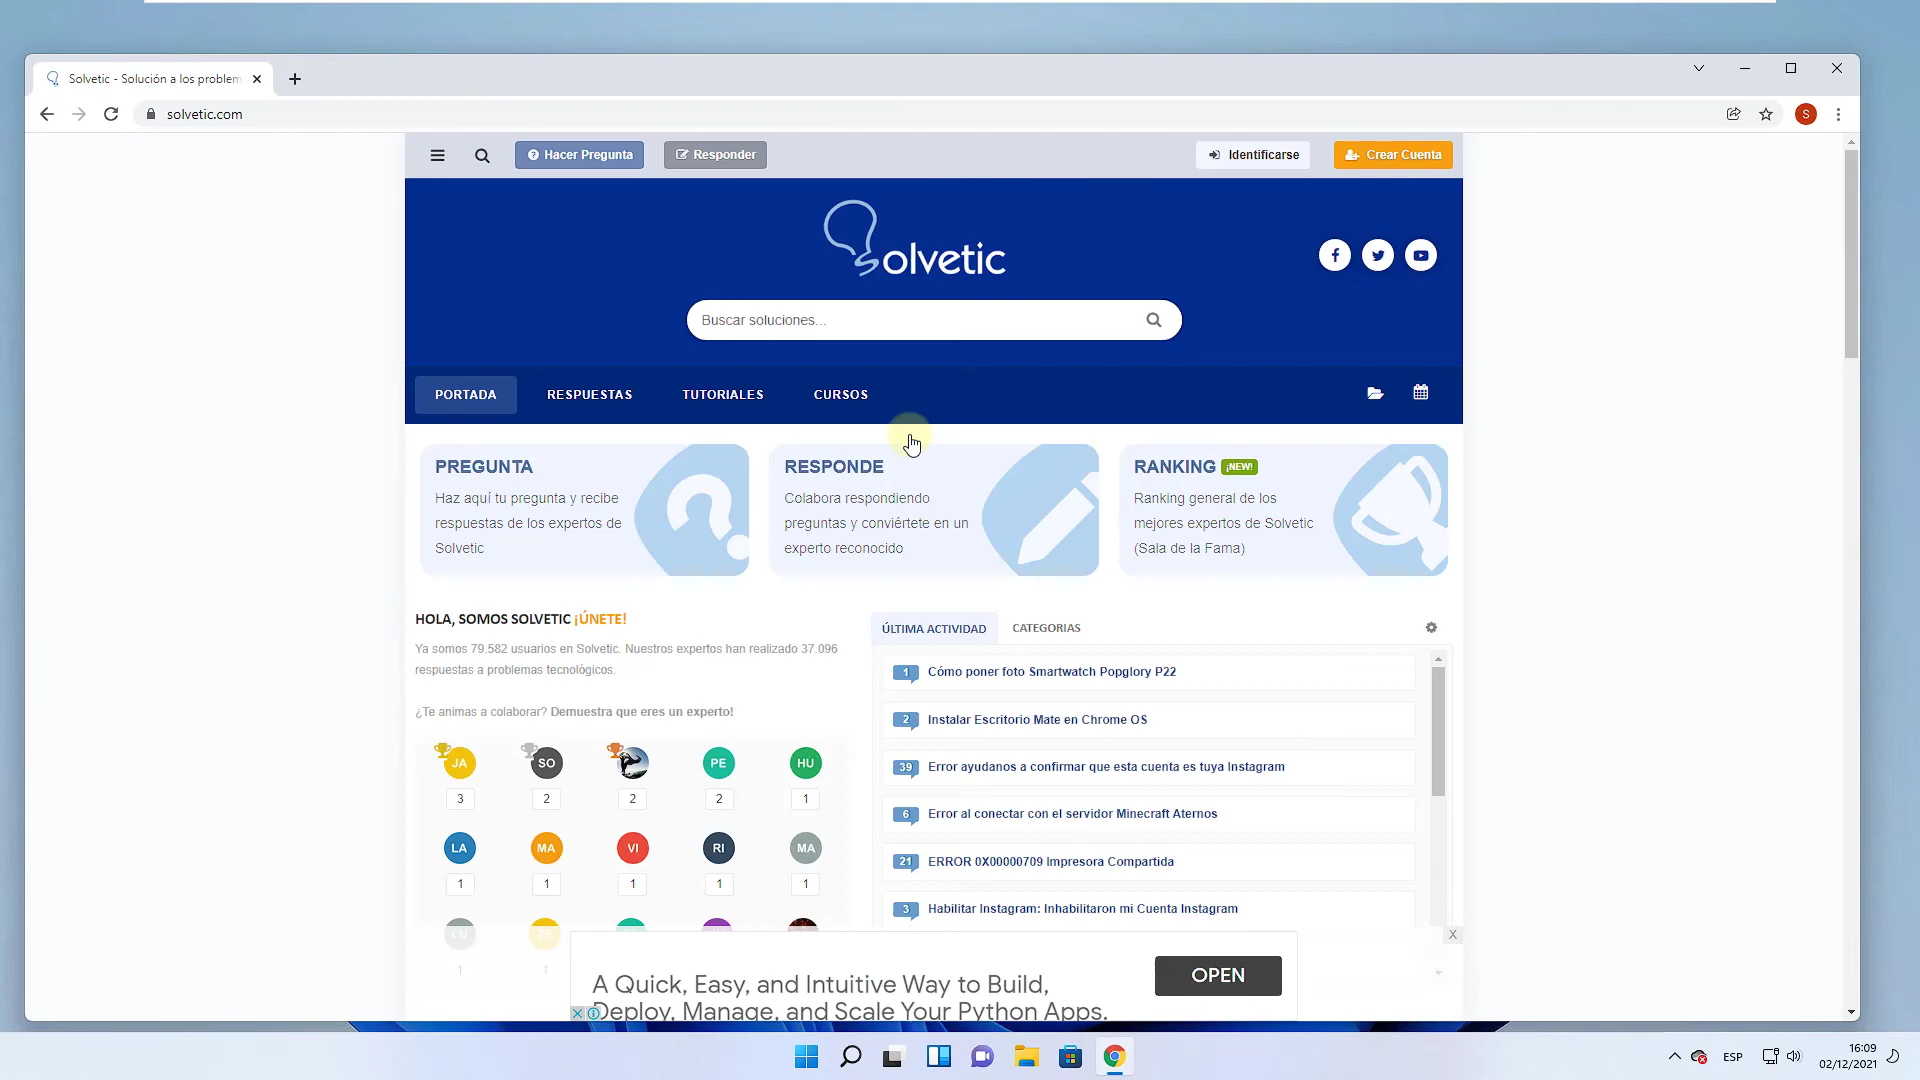 Solvetic - Solución a los problem
solvetic.com
S
Hacer Pregunta
Responder
Identificarse
Crear Cuenta
Solvetic
Buscar soluciones...
PORTADA
RESPUESTAS
TUTORIALES
CURSOS
PREGUNTA
Haz aquí tu pregunta y recibe
respuestas de los expertos de
Solvetic
RESPONDE
Colabora respondiendo
preguntas y conviértete en un
experto reconocido
RANKING ¡NEW!
Ranking general de los
mejores expertos de Solvetic
(Sala de la Fama)
HOLA, SOMOS SOLVETIC ¡ÚNETE!
Ya somos 79.582 usuarios en Solvetic. Nuestros expertos han realizado 37.096
respuestas a problemas tecnológicos.
¿Te animas a colaborar? Demuestra que eres un experto!
JA SO PE HU
3 2 2 2 1
LA MA VI RI MA
1 1 1 1 1
LU
1 1
ÚLTIMA ACTIVIDAD
CATEGORIAS
1 Cómo poner foto Smartwatch Popglory P22
2 Instalar Escritorio Mate en Chrome OS
39 Error ayudanos a confirmar que esta cuenta es tuya Instagram
6 Error al conectar con el servidor Minecraft Aternos
21 ERROR 0X00000709 Impresora Compartida
3 Habilitar Instagram: Inhabilitaron mi Cuenta Instagram
X
A Quick, Easy, and Intuitive Way to Build,
Deploy, Manage, and Scale Your Python Apps.
OPEN
ESP
16:09
02/12/2021